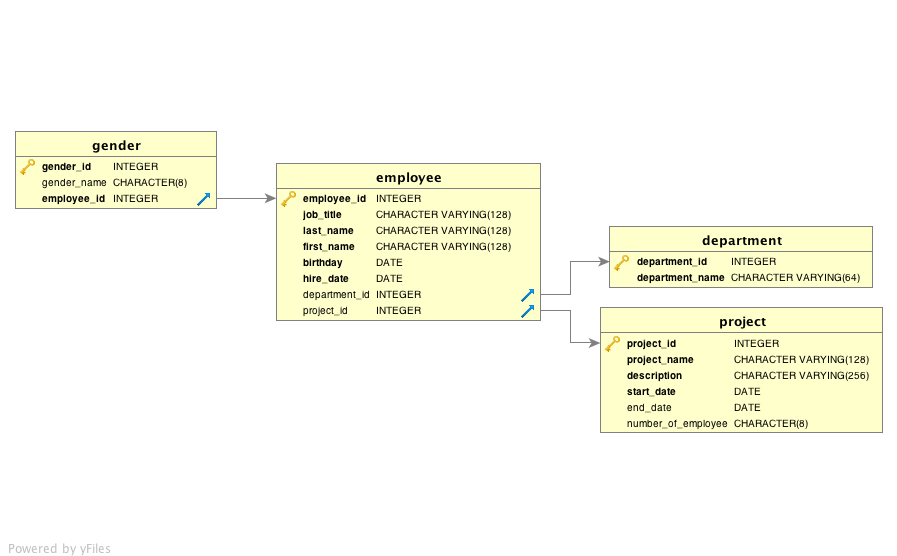 gender
gender_id INTEGER
gender_name CHARACTER(8)
employee_id INTEGER
employee
employee_id INTEGER
job_title CHARACTER VARYING(128)
last_name CHARACTER VARYING(128)
first_name CHARACTER VARYING(128)
birthday DATE
hire_date DATE
department_id INTEGER
project_id INTEGER
department
department_id INTEGER
department_name CHARACTER VARYING(64)
project
project_id INTEGER
project_name CHARACTER VARYING(128)
description CHARACTER VARYING(256)
start_date DATE
end_date DATE
number_of_employee CHARACTER(8)
Powered by yFiles